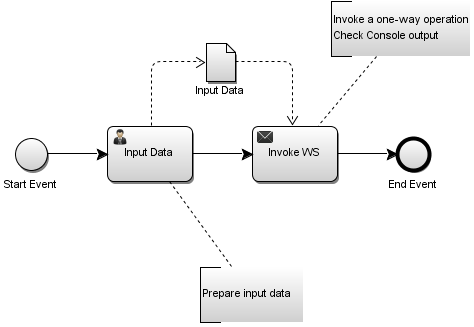 Invoke a one-way operation
Check Console output
Input Data
Input Data
Invoke WS
Start Event
End Event
Prepare input data